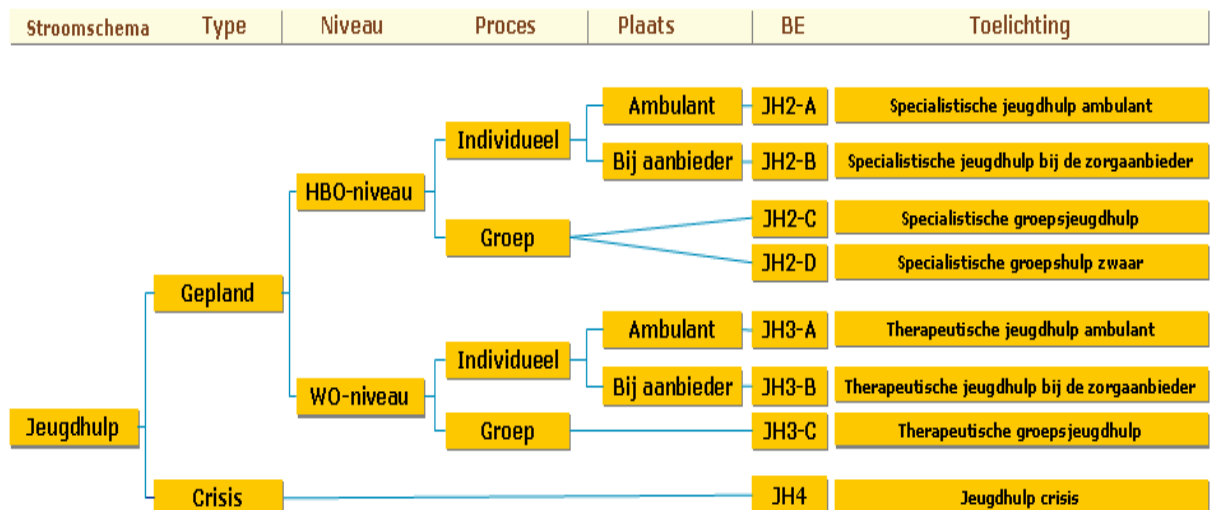 Stroomschema Type Niveau Proces Plaats BE Toelichting
Ambulant JH2-A Specialistische jeugdhulp ambulant
Individueel
Bij aanbieder JH2-B Specialistische jeugdhulp bij de zorgaanbieder
HBO-niveau
JH2-C Specialistische groepsjeugdhulp
Groep
JH2-D Specialistische groepshulp zwaar
Gepland
Ambulant JH3-A Therapeutische jeugdhulp ambulant
Individueel
Bij aanbieder JH3-B Therapeutische jeugdhulp bij de zorgaanbieder
WO-niveau
Jeugdhulp
Groep JH3-C Therapeutische groepsjeugdhulp
Crisis JH4 Jeugdhulp crisis